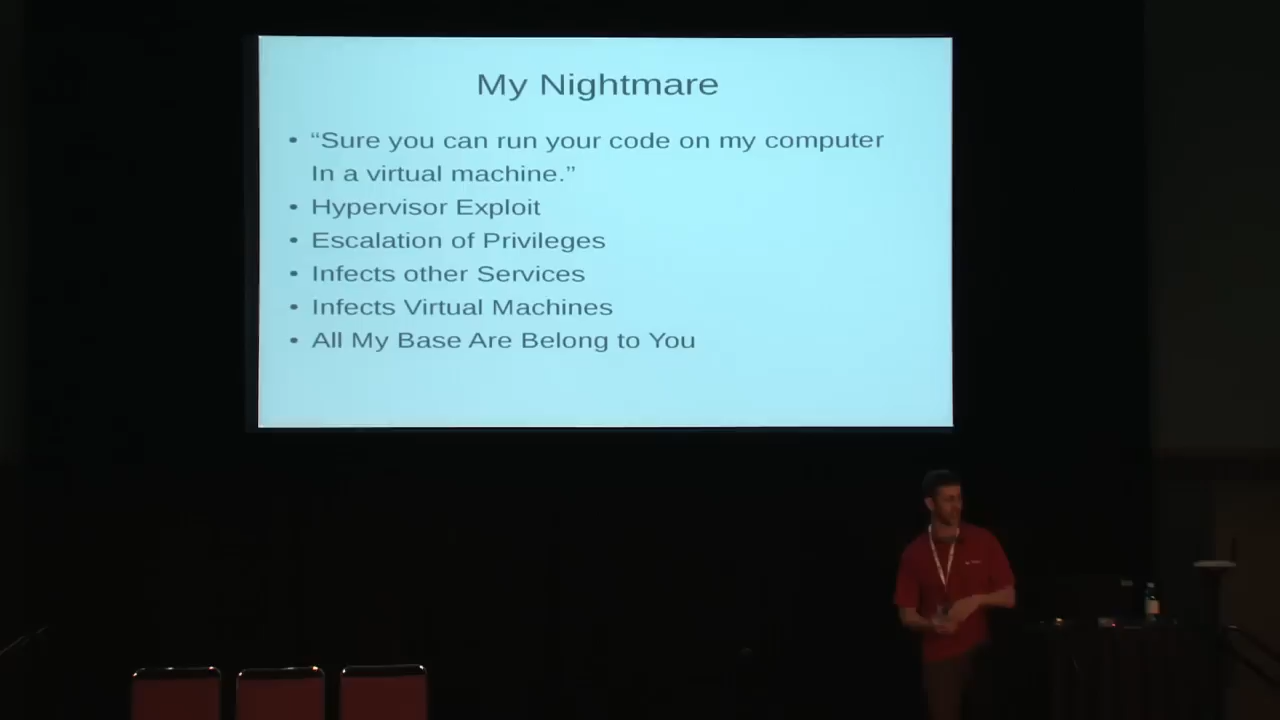 My Nightmare
• “Sure you can run your code on my computer
In a virtual machine.”
• Hypervisor Exploit
• Escalation of Privileges
• Infects other Services
• Infects Virtual Machines
• All My Base Are Belong to You